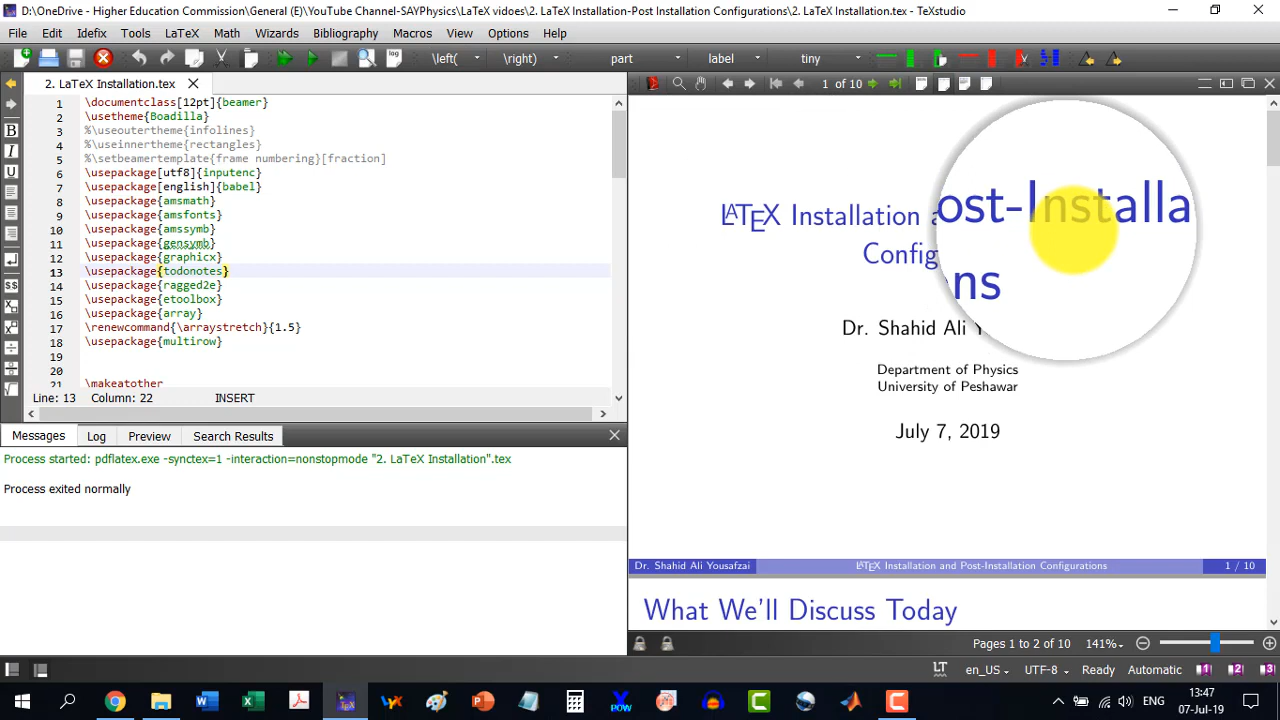 D:\OneDrive - Higher Education Commission\General (E)\YouTube Channel-SAYPhysics\LaTeX vidoes\2. LaTeX Installation-Post Installation Configurations\2. LaTeX Installation.tex - TeXstudio
File Edit Idefix Tools LaTeX Math Wizards Bibliography Macros View Options Help
\left( \right) part label tiny
2. LaTeX Installation.tex
1 of 10
1 \documentclass[12pt]{beamer}
2 \usetheme{Boadilla}
3 %\useoutertheme{infolines}
4 %\useinnertheme{rectangles}
5 %\setbeamertemplate{frame numbering}[fraction]
6 \usepackage[utf8]{inputenc}
7 \usepackage[english]{babel}
8 \usepackage{amsmath}
9 \usepackage{amsfonts}
10 \usepackage{amssymb}
11 \usepackage{gensymb}
12 \usepackage{graphicx}
13 \usepackage{todonotes}
14 \usepackage{ragged2e}
15 \usepackage{etoolbox}
16 \usepackage{array}
17 \renewcommand{\arraystretch}{1.5}
18 \usepackage{multirow}
19
20
21 \makeatother
Line: 13 Column: 22 INSERT
Messages Log Preview Search Results
Process started: pdflatex.exe -synctex=1 -interaction=nonstopmode "2. LaTeX Installation".tex
Process exited normally
LATEX Installation a
ost-Installa
Config
ns
Dr. Shahid Ali Y
Department of Physics
University of Peshawar
July 7, 2019
Dr. Shahid Ali Yousafzai LATEX Installation and Post-Installation Configurations 1 / 10
What We'll Discuss Today
Pages 1 to 2 of 10 141%
en_US UTF-8 Ready Automatic
ENG
13:47
07-Jul-19